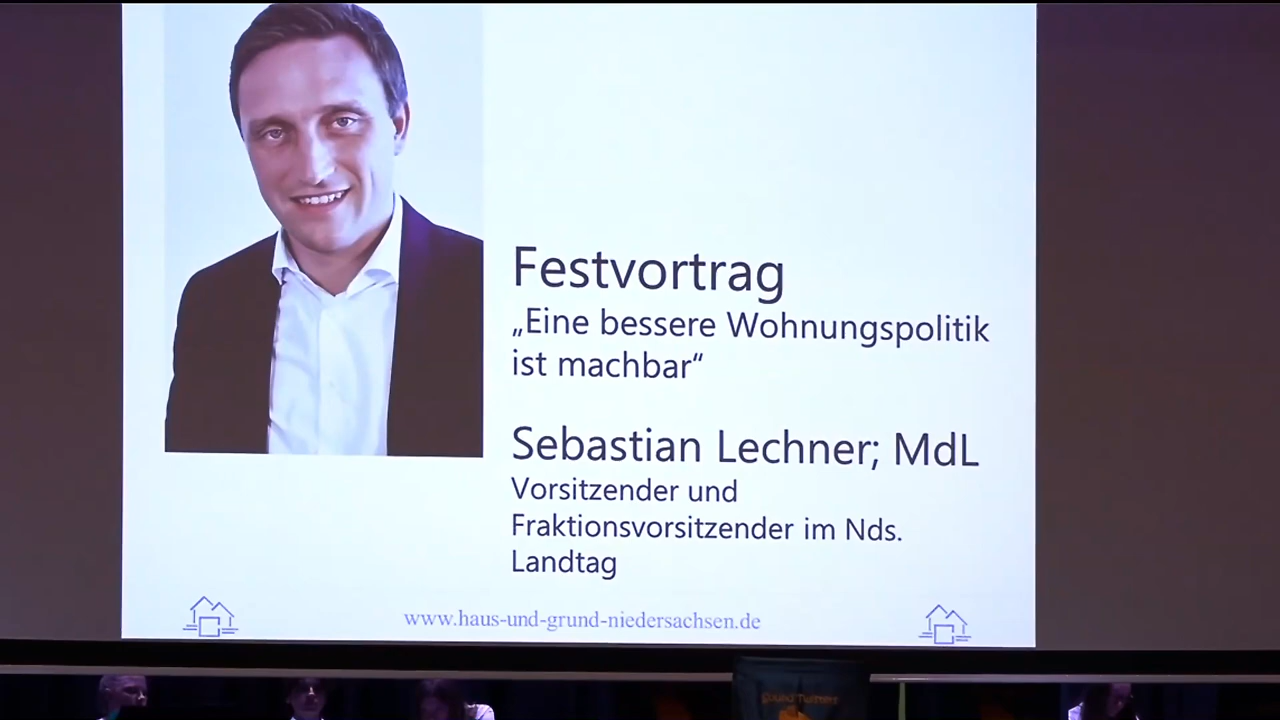 Festvortrag
„Eine bessere Wohnungspolitik
ist machbar“
Sebastian Lechner; MdL
Vorsitzender und
Fraktionsvorsitzender im Nds.
Landtag
www.haus-und-grund-niedersachsen.de